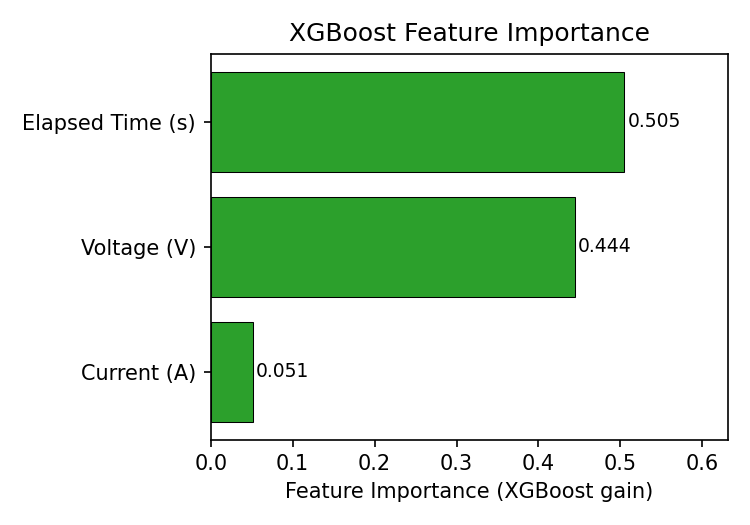 XGBoost Feature Importance
Elapsed Time (s)
0.505
Voltage (V)
0.444
Current (A)
0.051
0.0 0.1 0.2 0.3 0.4 0.5 0.6
Feature Importance (XGBoost gain)